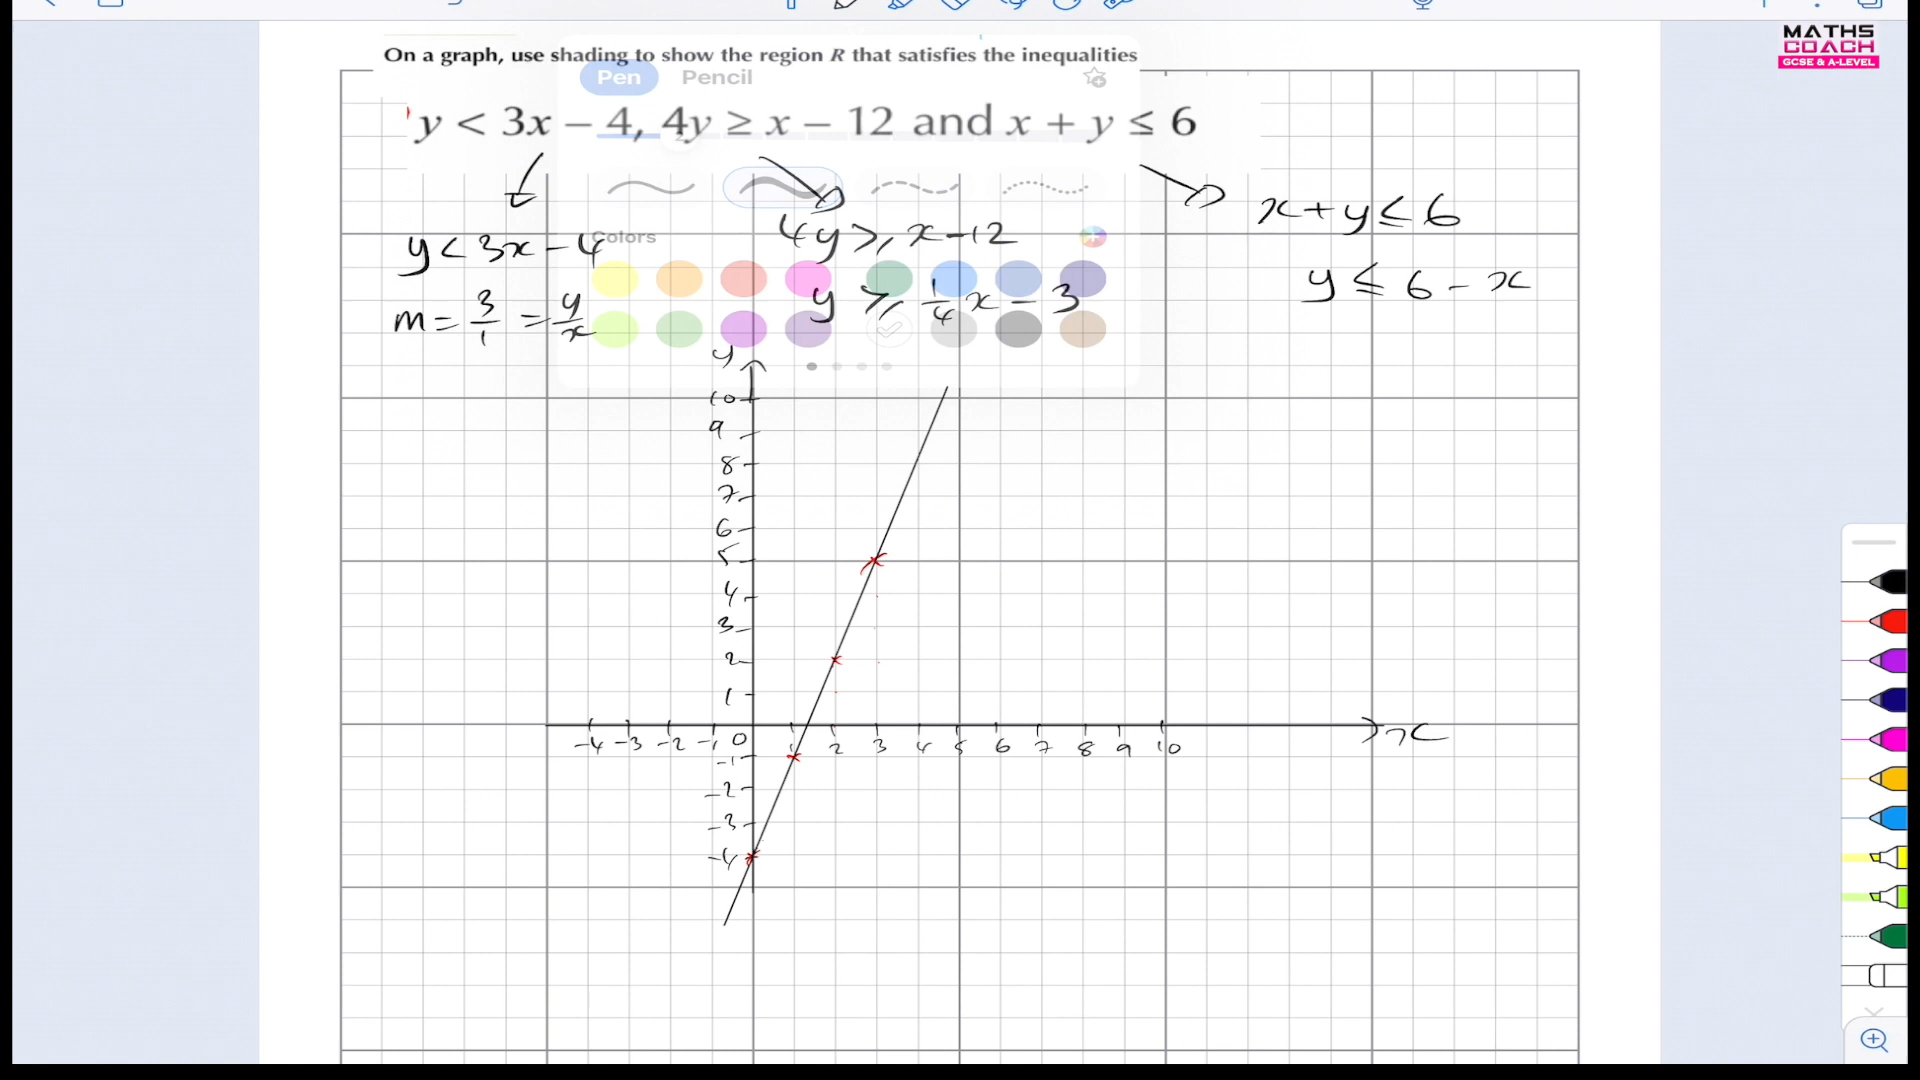 MATHS
COACH
GCSE & A-LEVEL
On a graph, use shading to show the region R that satisfies the inequalities
Pen Pencil
y < 3x – 4, 4y ≥ x – 12 and x + y ≤ 6
x+y≤6
4y≥x-12
y<3x-4
Colors
y≤6-x
y≥1/4x-3
m=3/1=y/x
y
10
9
8
7
6
5
4
3
2
1
-4 -3 -2 -1 0 1 2 3 4 5 6 7 8 9 10 x
-1
-2
-3
-4